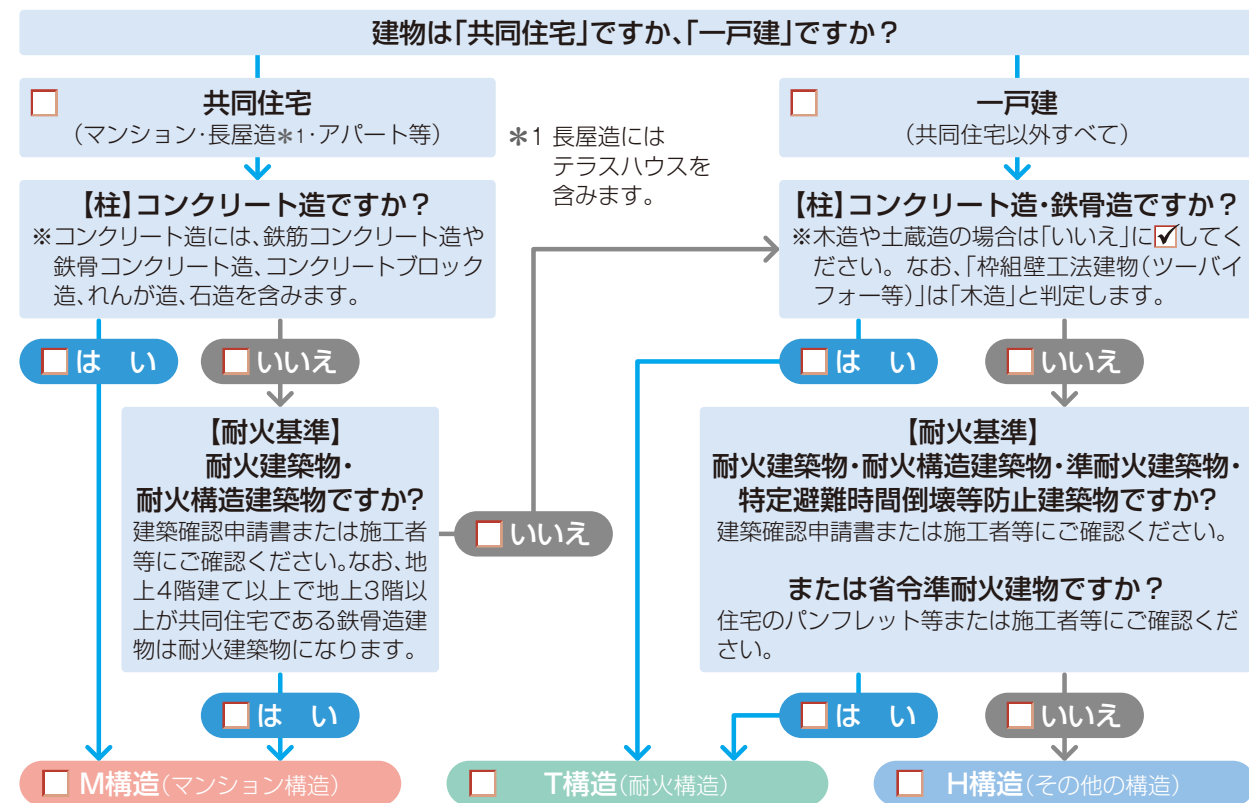 建物は「共同住宅」ですか、「一戸建」ですか？
共同住宅
（マンション・長屋造＊1・アパート等）
＊1 長屋造には
テラスハウスを
含みます。
一戸建
（共同住宅以外すべて）
【柱】コンクリート造ですか？
※コンクリート造には、鉄筋コンクリート造や
鉄骨コンクリート造、コンクリートブロック
造、れんが造、石造を含みます。
【柱】コンクリート造・鉄骨造ですか？
※木造や土蔵造の場合は「いいえ」に☑してく
ださい。なお、「枠組壁工法建物（ツーバイ
フォー等）」は「木造」と判定します。
は い
いいえ
は い
いいえ
【耐火基準】
耐火建築物・
耐火構造建築物ですか?
建築確認申請書または施工者
等にご確認ください。なお、地
上4階建て以上で地上3階以
上が共同住宅である鉄骨造建
物は耐火建築物になります。
いいえ
【耐火基準】
耐火建築物・耐火構造建築物・準耐火建築物・
特定避難時間倒壊等防止建築物ですか?
建築確認申請書または施工者等にご確認ください。
または省令準耐火建物ですか？
住宅のパンフレット等または施工者等にご確認くだ
さい。
は い
は い
いいえ
M構造（マンション構造）
T構造（耐火構造）
H構造（その他の構造）